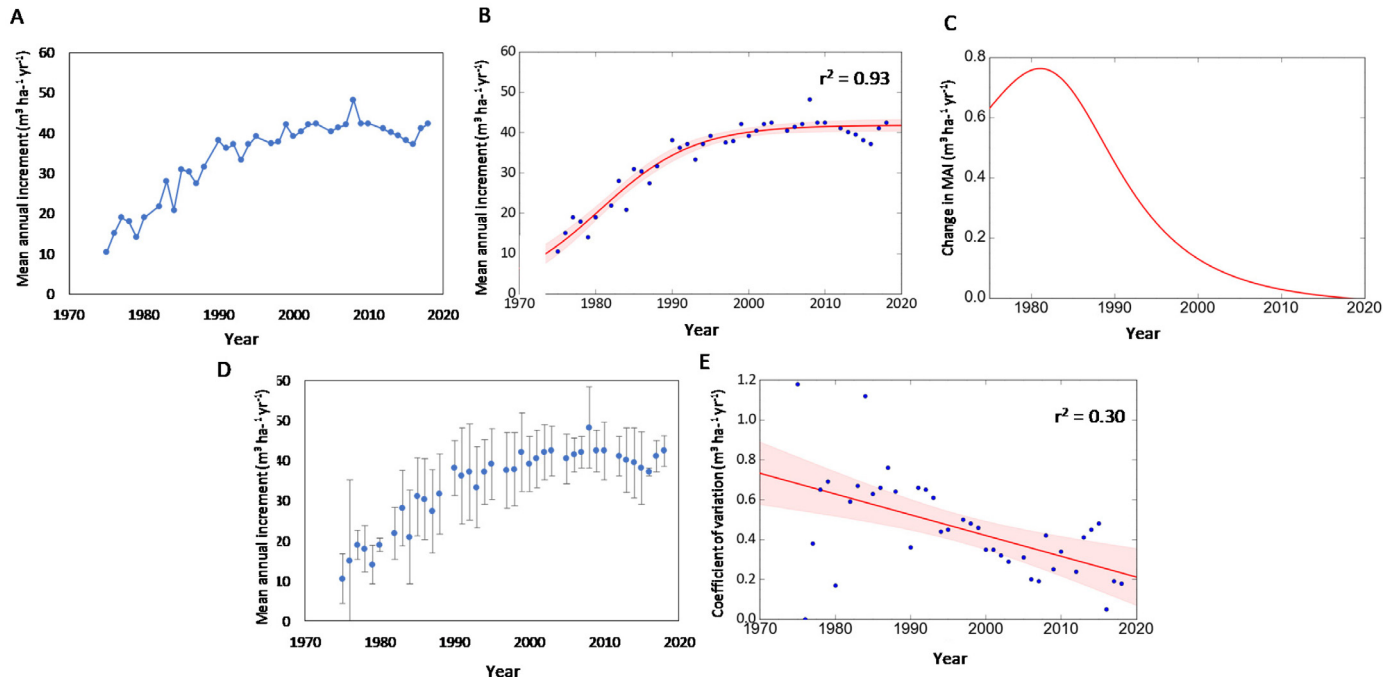 A
60
50
40
30
20
10
0
1970 1980 1990 2000 2010 2020
Mean annual increment (m³ ha-¹ yr-¹)
Year
B
r² = 0.93
60
50
40
30
20
10
0
1970 1980 1990 2000 2010 2020
Mean annual increment (m³ ha-¹ yr-¹)
Year
C
0.8
0.6
0.4
0.2
0.0
1980 1990 2000 2010 2020
Change in MAI (m³ ha-¹ yr-¹)
Year
D
60
50
40
30
20
10
0
1970 1980 1990 2000 2010 2020
Mean annual increment (m³ ha-¹ yr-¹)
Year
E
r² = 0.30
1.2
1.0
0.8
0.6
0.4
0.2
0.0
1970 1980 1990 2000 2010 2020
Coefficient of variation (m³ ha-¹ yr-¹)
Year